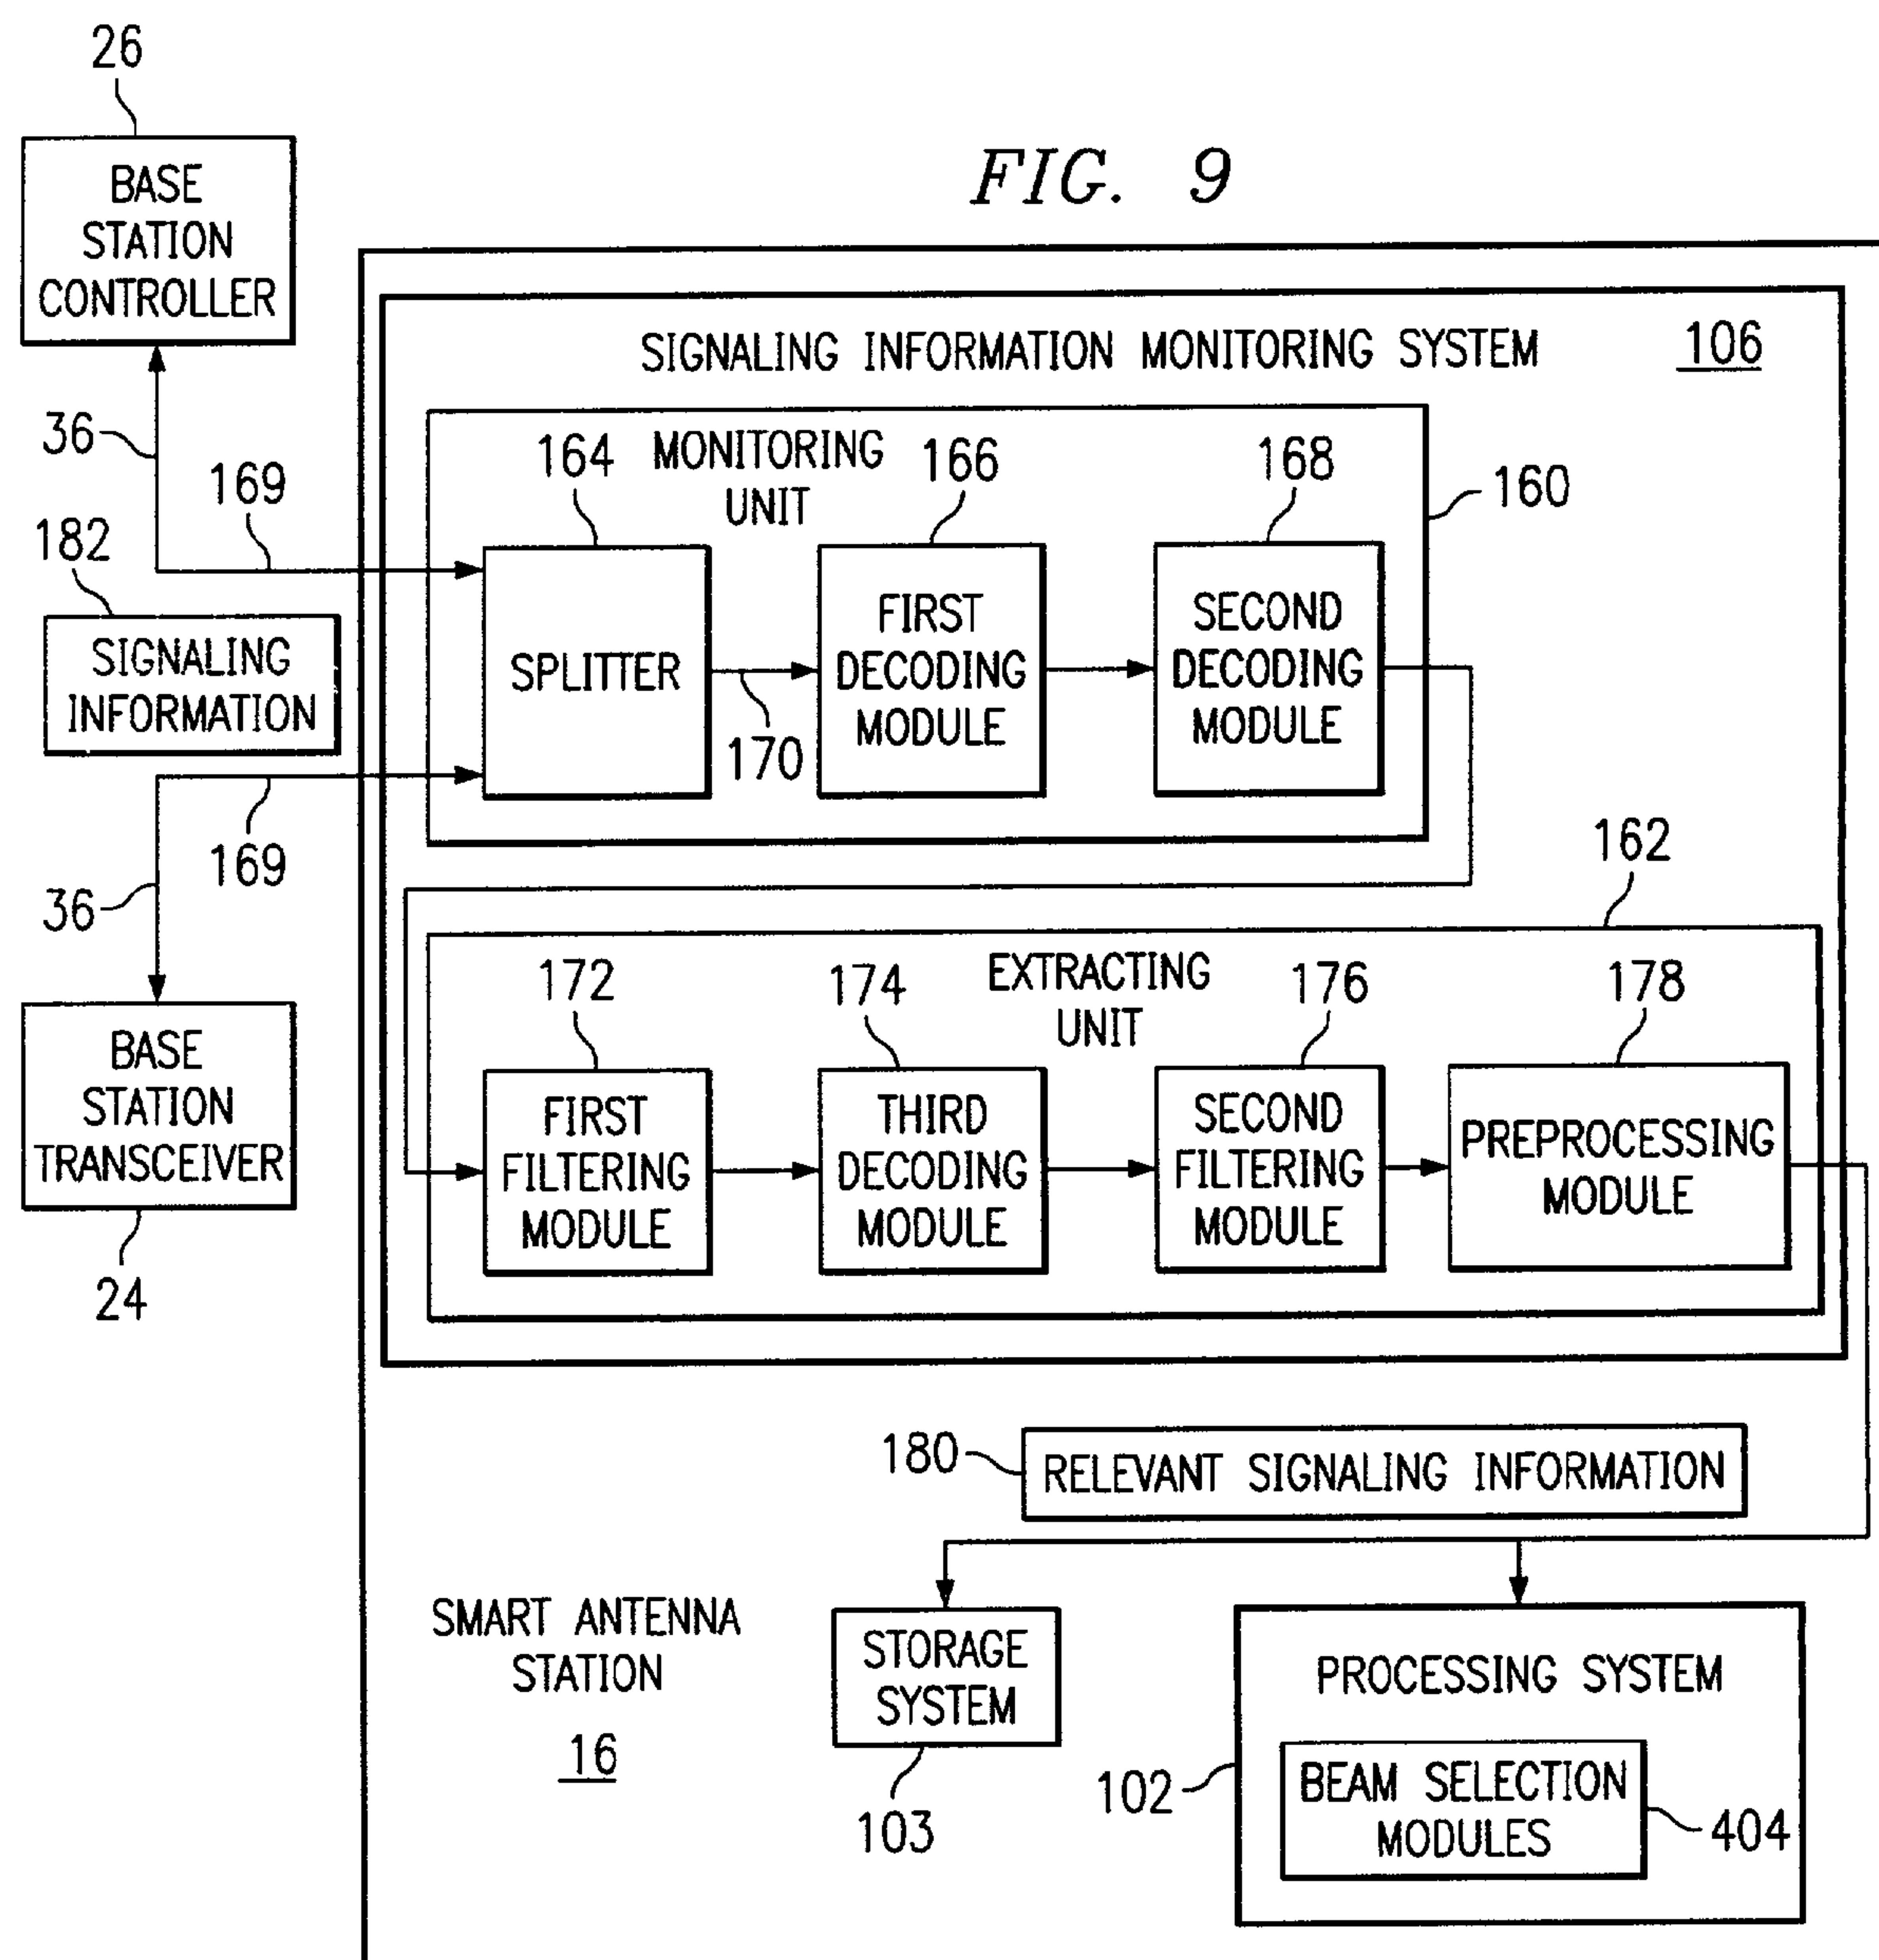 26
FIG. 9
BASE
STATION
CONTROLLER
SIGNALING INFORMATION MONITORING SYSTEM 106
36
169
182
SIGNALING
INFORMATION
169
36
BASE
STATION
TRANSCEIVER
24
MONITORING
UNIT
164
166
168
160
SPLITTER
170
FIRST
DECODING
MODULE
SECOND
DECODING
MODULE
162
EXTRACTING
UNIT
172
174
176
178
FIRST
FILTERING
MODULE
THIRD
DECODING
MODULE
SECOND
FILTERING
MODULE
PREPROCESSING
MODULE
180
RELEVANT SIGNALING INFORMATION
SMART ANTENNA
STATION
16
STORAGE
SYSTEM
103
PROCESSING SYSTEM
102
BEAM SELECTION
MODULES
404